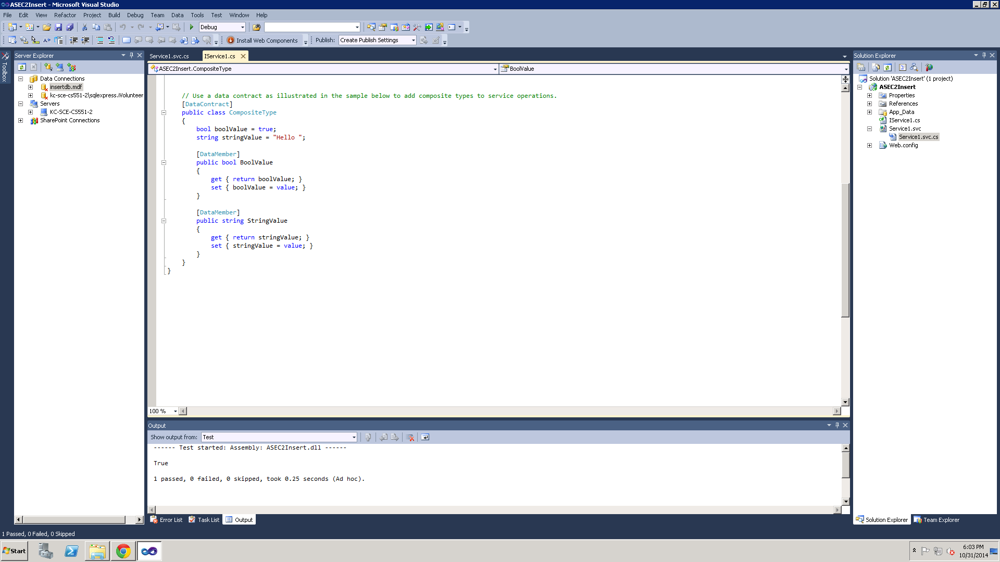 ASEC2Insert - Microsoft Visual Studio
File Edit View Refactor Project Build Debug Team Data Tools Test Window Help
Debug
Install Web Components Publish: Create Publish Settings
Toolbox
Server Explorer
Data Connections
insertdb.mdf
kc-sce-cs551-2\sqlexpress.iVolunteer
Servers
KC-SCE-CS551-2
SharePoint Connections
Service1.svc.cs IService1.cs
ASEC2Insert.CompositeType BoolValue
// Use a data contract as illustrated in the sample below to add composite types to service operations.
[DataContract]
public class CompositeType
{
bool boolValue = true;
string stringValue = "Hello ";
[DataMember]
public bool BoolValue
{
get { return boolValue; }
set { boolValue = value; }
}
[DataMember]
public string StringValue
{
get { return stringValue; }
set { stringValue = value; }
}
}
}
100 %
Output
Show output from: Test
------ Test started: Assembly: ASEC2Insert.dll ------
True
1 passed, 0 failed, 0 skipped, took 0.25 seconds (Ad hoc).
Error List Task List Output
Solution Explorer
Solution 'ASEC2Insert' (1 project)
ASEC2Insert
Properties
References
App_Data
IService1.cs
Service1.svc
Service1.svc.cs
Web.config
Solution Explorer Team Explorer
1 Passed, 0 Failed, 0 Skipped
Start
6:03 PM
10/31/2014